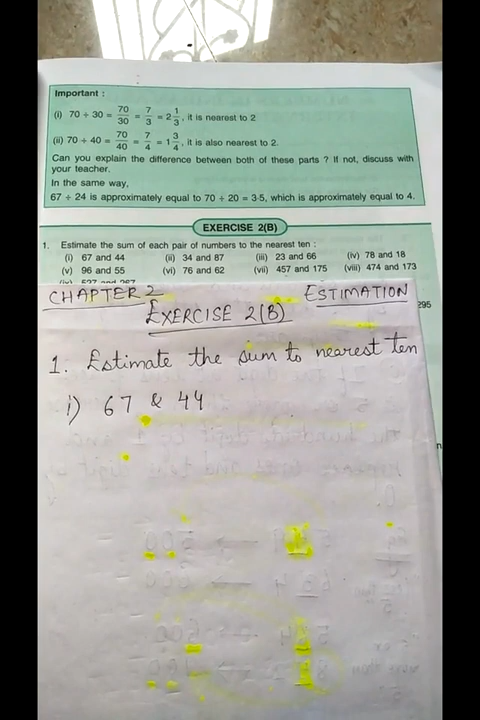 Important :
(i) 70 ÷ 30 = 70/30 = 7/3 = 2 1/3, it is nearest to 2
(ii) 70 ÷ 40 = 70/40 = 7/4 = 1 3/4, it is also nearest to 2.
Can you explain the difference between both of these parts ? If not, discuss with
your teacher.
In the same way,
67 ÷ 24 is approximately equal to 70 ÷ 20 = 3·5, which is approximately equal to 4.
EXERCISE 2(B)
1. Estimate the sum of each pair of numbers to the nearest ten :
(i) 67 and 44 (ii) 34 and 87 (iii) 23 and 66 (iv) 78 and 18
(v) 96 and 55 (vi) 76 and 62 (vii) 457 and 175 (viii) 474 and 173
295
CHAPTER 2 ESTIMATION
EXERCISE 2(B)
1. Estimate the sum to nearest ten
i) 67 & 44